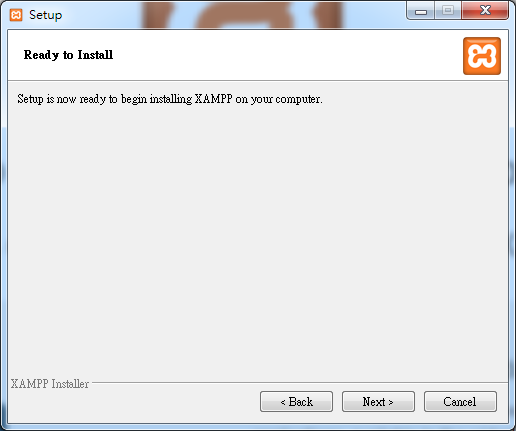 Setup
Ready to Install
Setup is now ready to begin installing XAMPP on your computer.
XAMPP Installer
< Back
Next >
Cancel